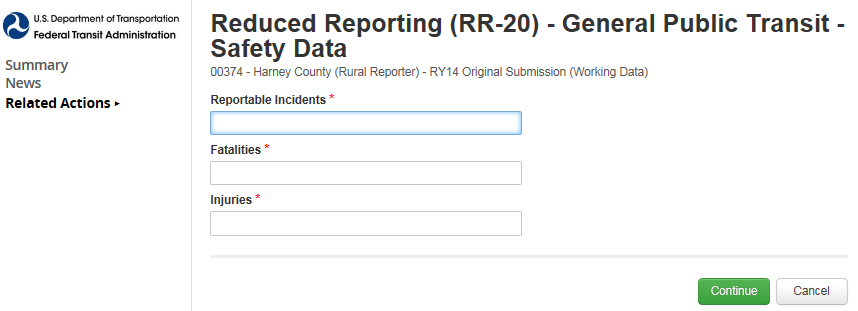 U.S. Department of Transportation
Federal Transit Administration
Summary
News
Related Actions ▸
Reduced Reporting (RR-20) - General Public Transit -
Safety Data
00374 - Harney County (Rural Reporter) - RY14 Original Submission (Working Data)
Reportable Incidents *
Fatalities *
Injuries *
Continue
Cancel